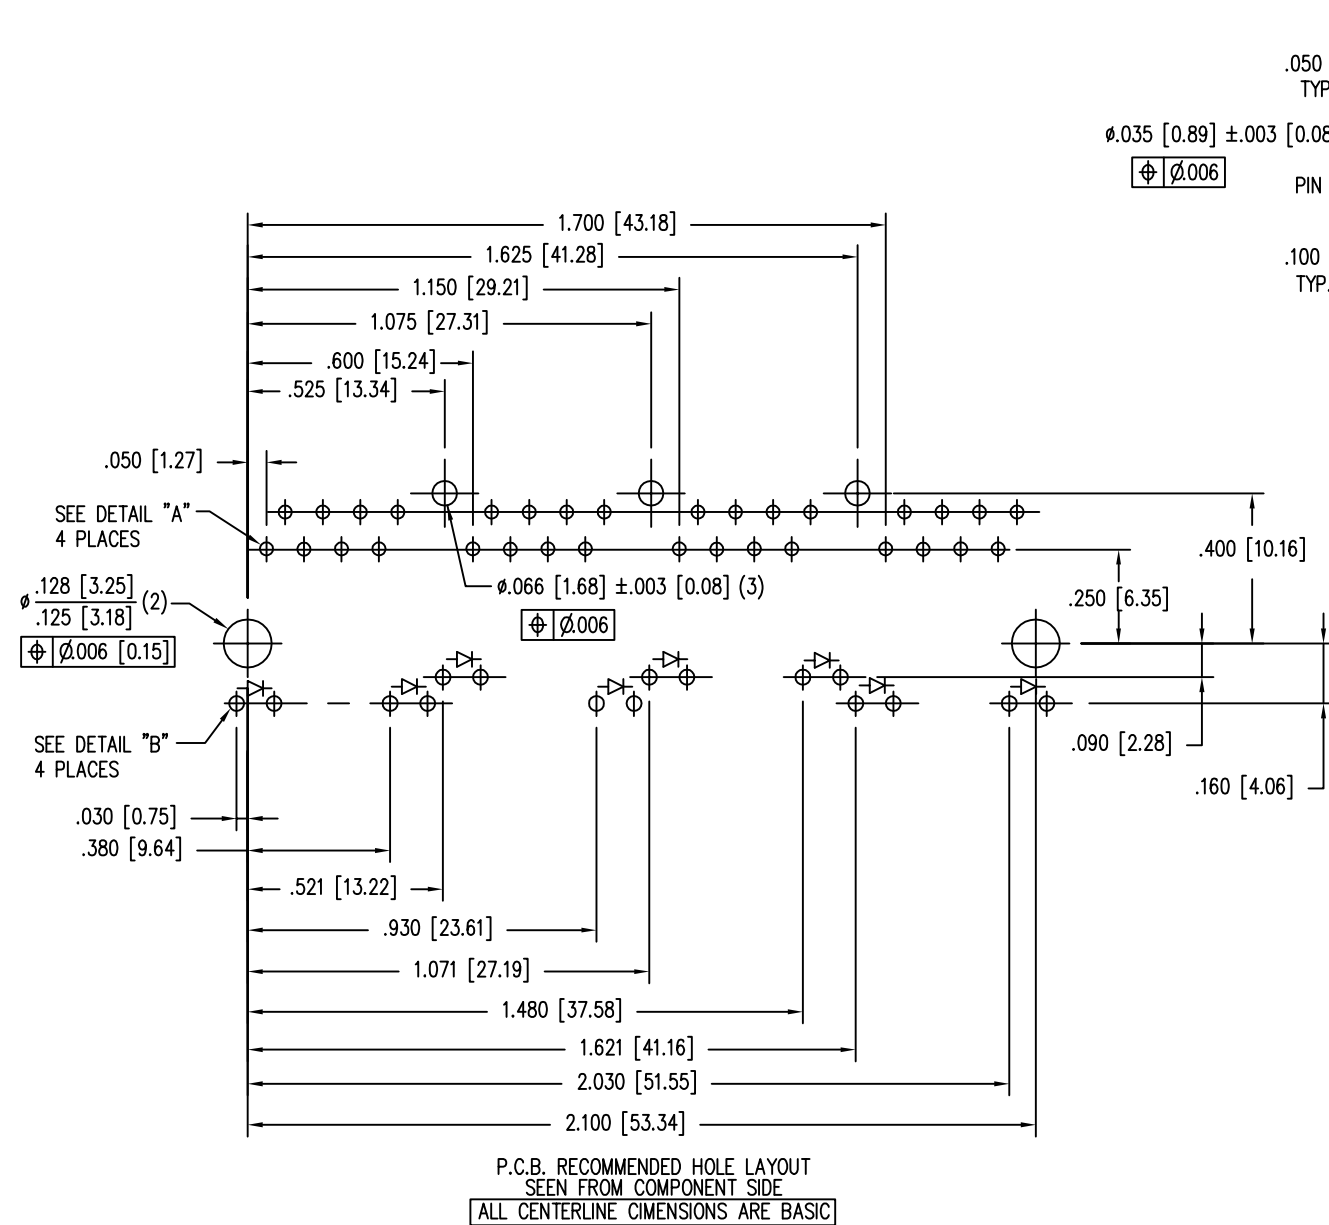 .050
TYP
ø.035 [0.89] ±.003 [0.08
⌖ Ø.006
PIN
1.700 [43.18]
1.625 [41.28]
.100
TYP.
1.150 [29.21]
1.075 [27.31]
.600 [15.24]
.525 [13.34]
.050 [1.27]
SEE DETAIL "A"
4 PLACES
.400 [10.16]
ø .128 [3.25]
.125 [3.18] (2)
ø.066 [1.68] ±.003 [0.08] (3)
.250 [6.35]
⌖ Ø.006
⌖ Ø.006 [0.15]
SEE DETAIL "B"
4 PLACES
.090 [2.28]
.160 [4.06]
.030 [0.75]
.380 [9.64]
.521 [13.22]
.930 [23.61]
1.071 [27.19]
1.480 [37.58]
1.621 [41.16]
2.030 [51.55]
2.100 [53.34]
P.C.B. RECOMMENDED HOLE LAYOUT
SEEN FROM COMPONENT SIDE
ALL CENTERLINE CIMENSIONS ARE BASIC